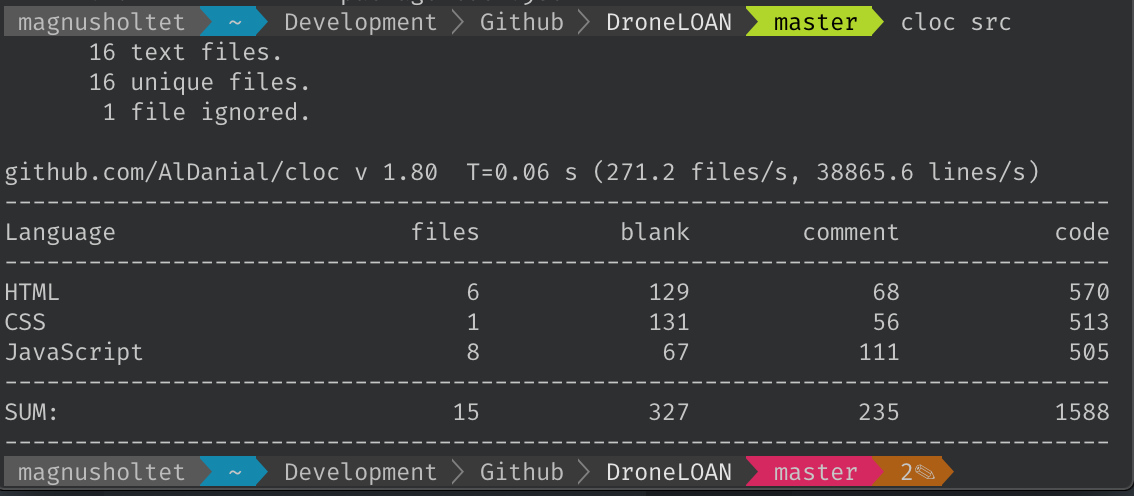 magnusholtet ~ Development Github DroneLOAN master cloc src
16 text files.
16 unique files.
1 file ignored.
github.com/AlDanial/cloc v 1.80 T=0.06 s (271.2 files/s, 38865.6 lines/s)
-------------------------------------------------------------------------------
Language files blank comment code
-------------------------------------------------------------------------------
HTML 6 129 68 570
CSS 1 131 56 513
JavaScript 8 67 111 505
-------------------------------------------------------------------------------
SUM: 15 327 235 1588
-------------------------------------------------------------------------------
magnusholtet ~ Development Github DroneLOAN master 2✎